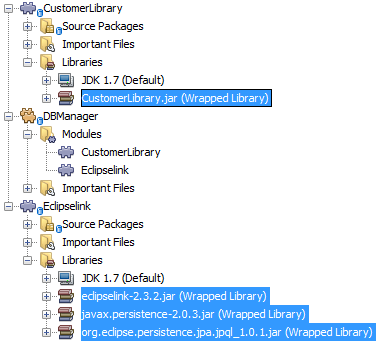 CustomerLibrary
Source Packages
Important Files
Libraries
JDK 1.7 (Default)
CustomerLibrary.jar (Wrapped Library)
DBManager
Modules
CustomerLibrary
Eclipselink
Important Files
Eclipselink
Source Packages
Important Files
Libraries
JDK 1.7 (Default)
eclipselink-2.3.2.jar (Wrapped Library)
javax.persistence-2.0.3.jar (Wrapped Library)
org.eclipse.persistence.jpa.jpql_1.0.1.jar (Wrapped Library)